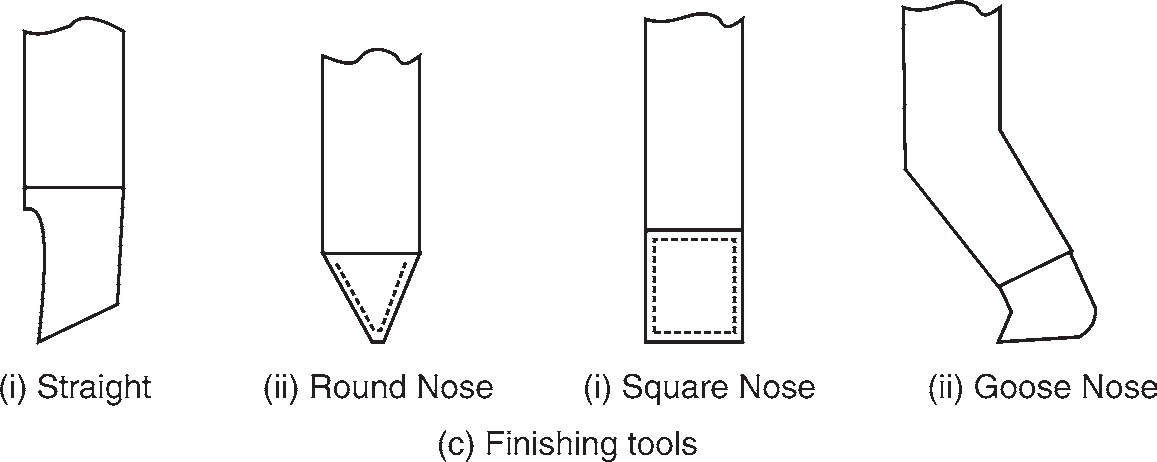 (i) Straight (ii) Round Nose (i) Square Nose (ii) Goose Nose
(c) Finishing tools